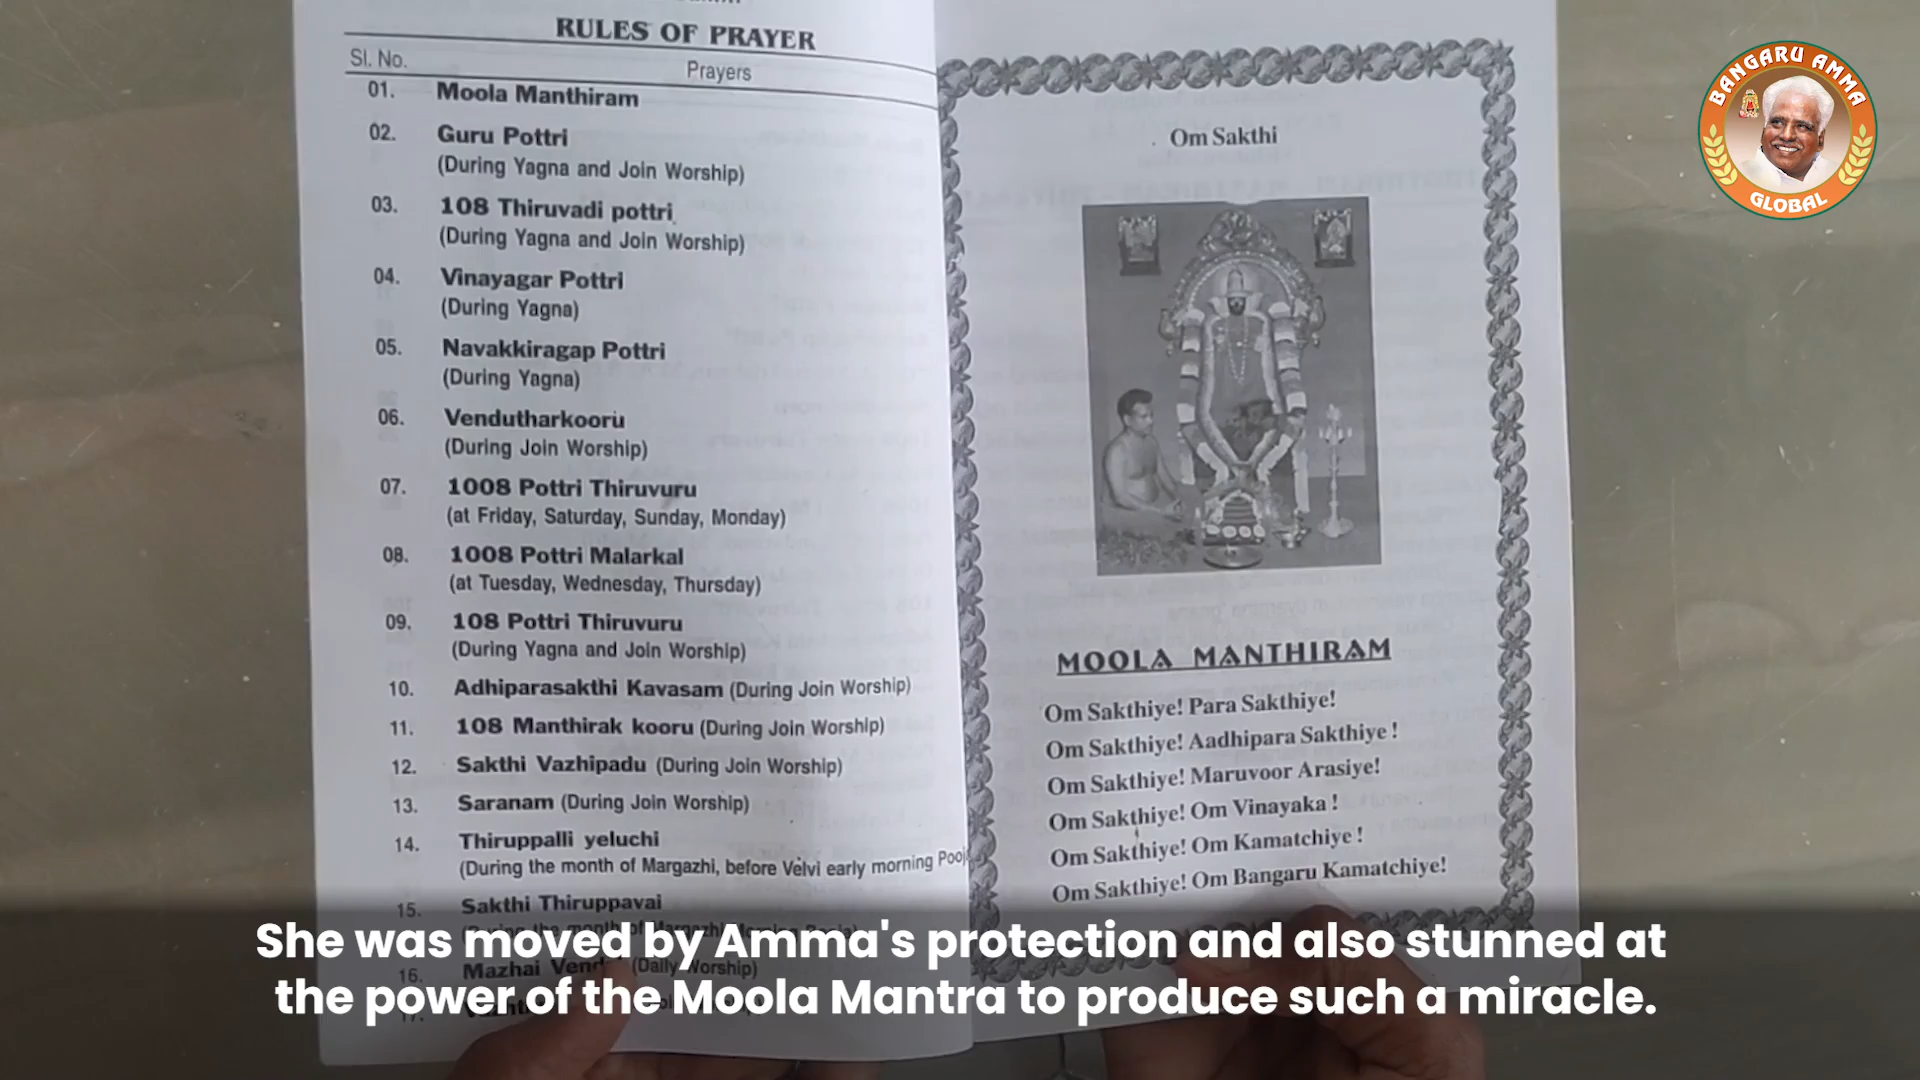 RULES OF PRAYER
Sl. No. Prayers
01. Moola Manthiram
02. Guru Pottri
(During Yagna and Join Worship)
03. 108 Thiruvadi pottri
(During Yagna and Join Worship)
04. Vinayagar Pottri
(During Yagna)
05. Navakkiragap Pottri
(During Yagna)
06. Vendutharkooru
(During Join Worship)
07. 1008 Pottri Thiruvuru
(at Friday, Saturday, Sunday, Monday)
08. 1008 Pottri Malarkal
(at Tuesday, Wednesday, Thursday)
09. 108 Pottri Thiruvuru
(During Yagna and Join Worship)
10. Adhiparasakthi Kavasam (During Join Worship)
11. 108 Manthirak kooru (During Join Worship)
12. Sakthi Vazhipadu (During Join Worship)
13. Saranam (During Join Worship)
14. Thiruppalli yeluchi
(During the month of Margazhi, before Velvi early morning
15. Sakthi Thiruppavai
16. Mazhai (Daily Worship)
Om Sakthi
MOOLA MANTHIRAM
Om Sakthiye! Para Sakthiye!
Om Sakthiye! Aadhipara Sakthiye !
Om Sakthiye! Maruvoor Arasiye!
Om Sakthiye! Om Vinayaka !
Om Sakthiye! Om Kamatchiye !
Om Sakthiye! Om Bangaru Kamatchiye!
BANGARU AMMA
GLOBAL
She was moved by Amma's protection and also stunned at
the power of the Moola Mantra to produce such a miracle.